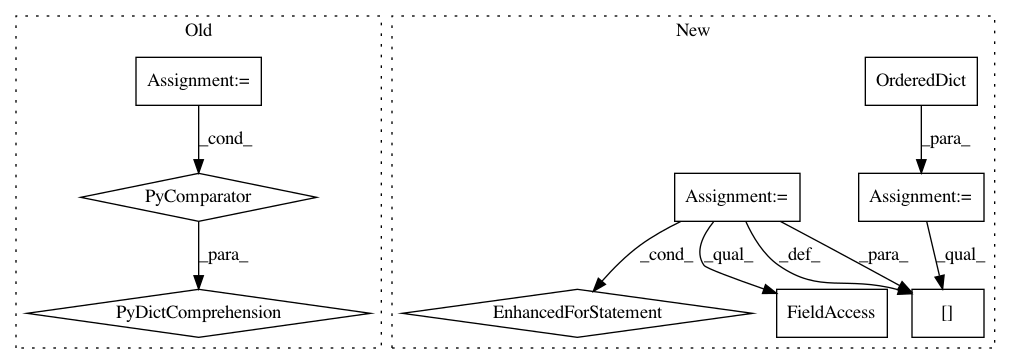 Old
New
Assignment:=
OrderedDict
_cond_
_para_
PyComparator
Assignment:=
Assignment:=
_para_
_cond_
_qual_
_def_
_para_
_qual_
PyDictComprehension
EnhancedForStatement
FieldAccess
[]